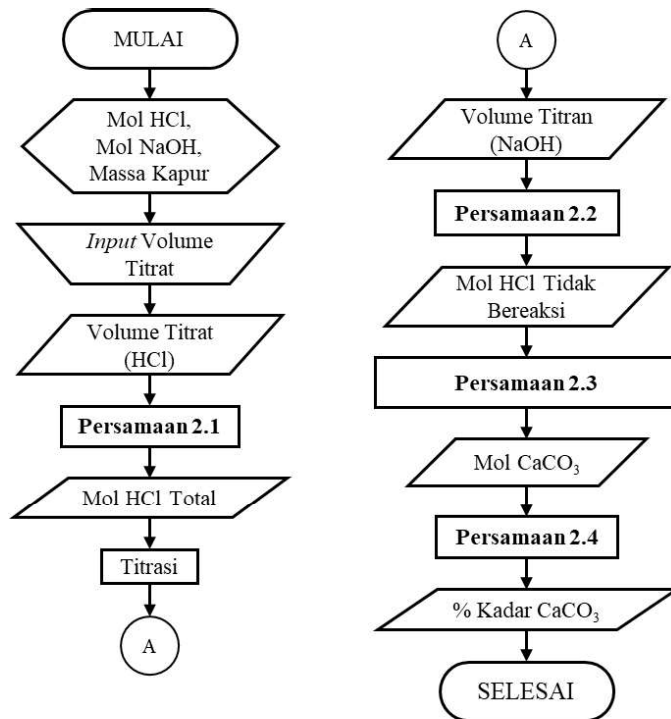 MULAI
Mol HCl,
Mol NaOH,
Massa Kapur
Input Volume
Titrat
Volume Titrat
(HCl)
Persamaan 2.1
Mol HCl Total
Titrasi
A
A
Volume Titran
(NaOH)
Persamaan 2.2
Mol HCl Tidak
Bereaksi
Persamaan 2.3
Mol CaCO₃
Persamaan 2.4
% Kadar CaCO₃
SELESAI